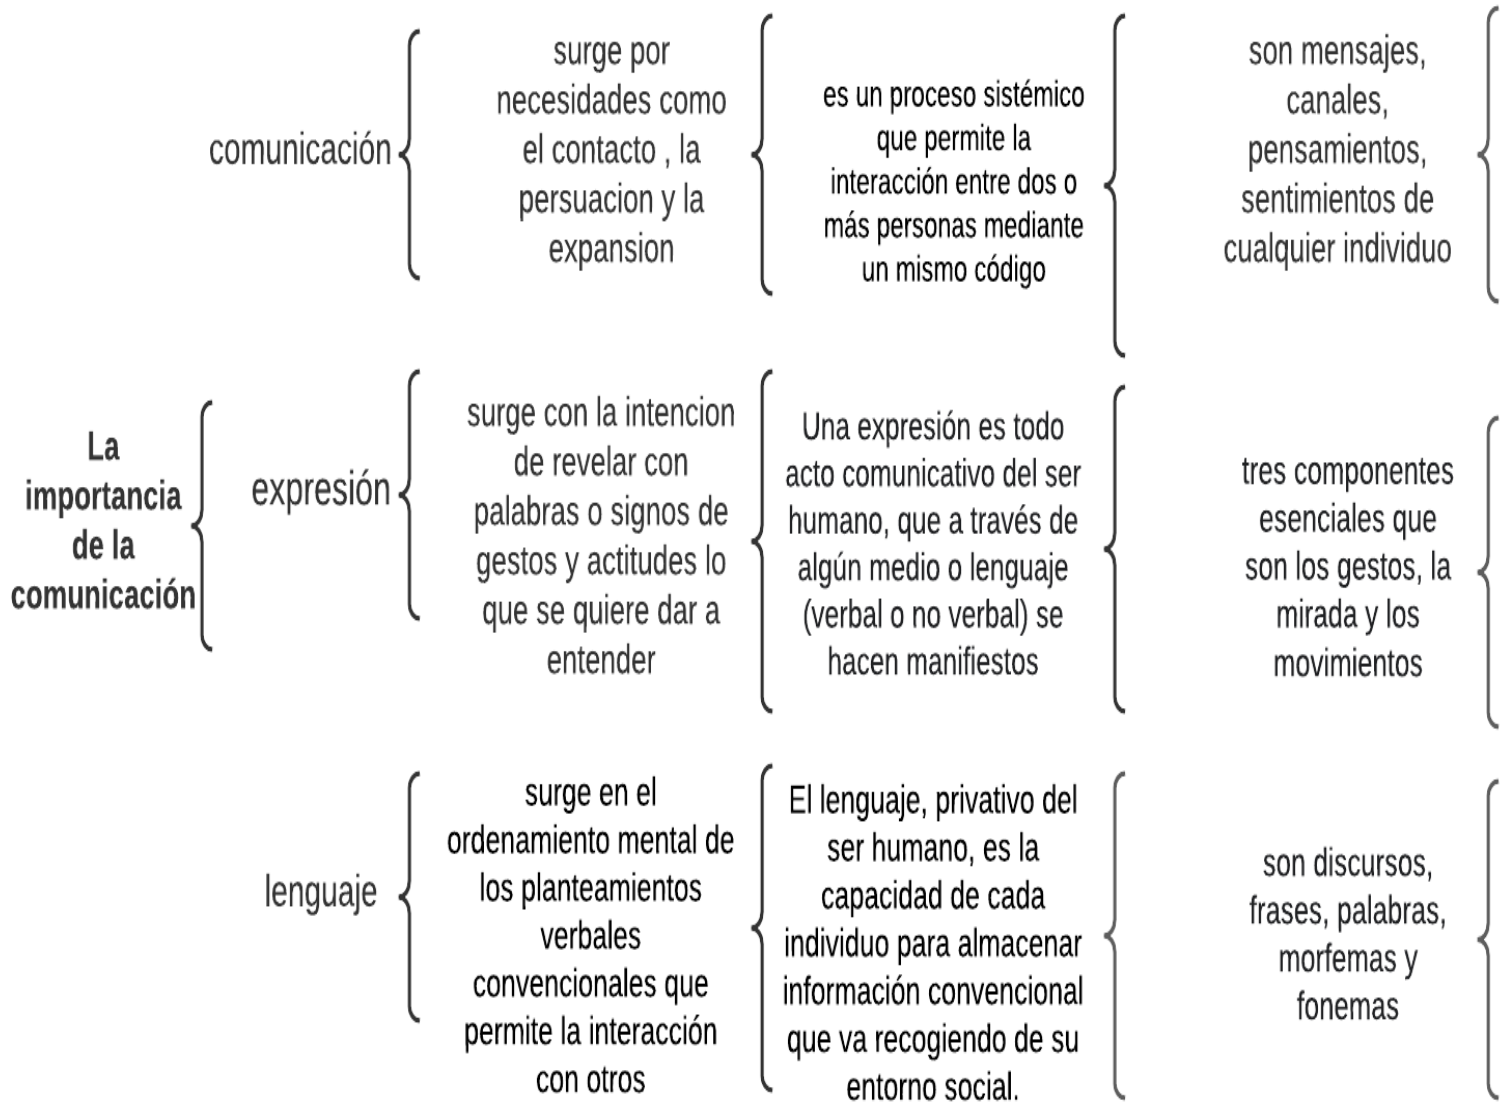 La
importancia
de la
comunicación
comunicación
surge por
necesidades como
el contacto , la
persuacion y la
expansion
es un proceso sistémico
que permite la
interacción entre dos o
más personas mediante
un mismo código
son mensajes,
canales,
pensamientos,
sentimientos de
cualquier individuo
expresión
surge con la intencion
de revelar con
palabras o signos de
gestos y actitudes lo
que se quiere dar a
entender
Una expresión es todo
acto comunicativo del ser
humano, que a través de
algún medio o lenguaje
(verbal o no verbal) se
hacen manifiestos
tres componentes
esenciales que
son los gestos, la
mirada y los
movimientos
lenguaje
surge en el
ordenamiento mental de
los planteamientos
verbales
convencionales que
permite la interacción
con otros
El lenguaje, privativo del
ser humano, es la
capacidad de cada
individuo para almacenar
información convencional
que va recogiendo de su
entorno social.
son discursos,
frases, palabras,
morfemas y
fonemas